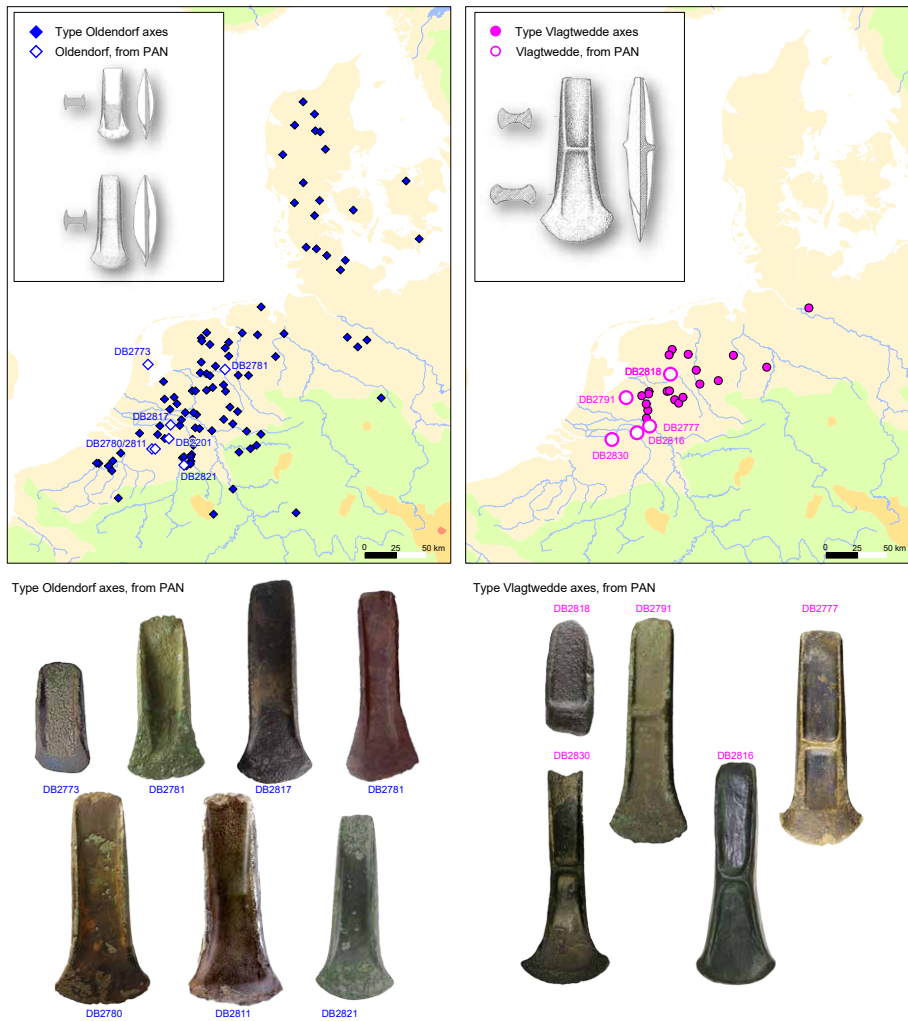 Type Oldendorf axes
Oldendorf, from PAN
DB2773
DB2781
DB2817
DB2201
DB2780/2811
DB2821
0 25 50 km
Type Vlagtwedde axes
Vlagtwedde, from PAN
DB2818
DB2791
DB2777
DB2816
DB2830
0 25 50 km
Type Oldendorf axes, from PAN
DB2773
DB2781
DB2817
DB2781
DB2780
DB2811
DB2821
Type Vlagtwedde axes, from PAN
DB2818
DB2791
DB2777
DB2830
DB2816